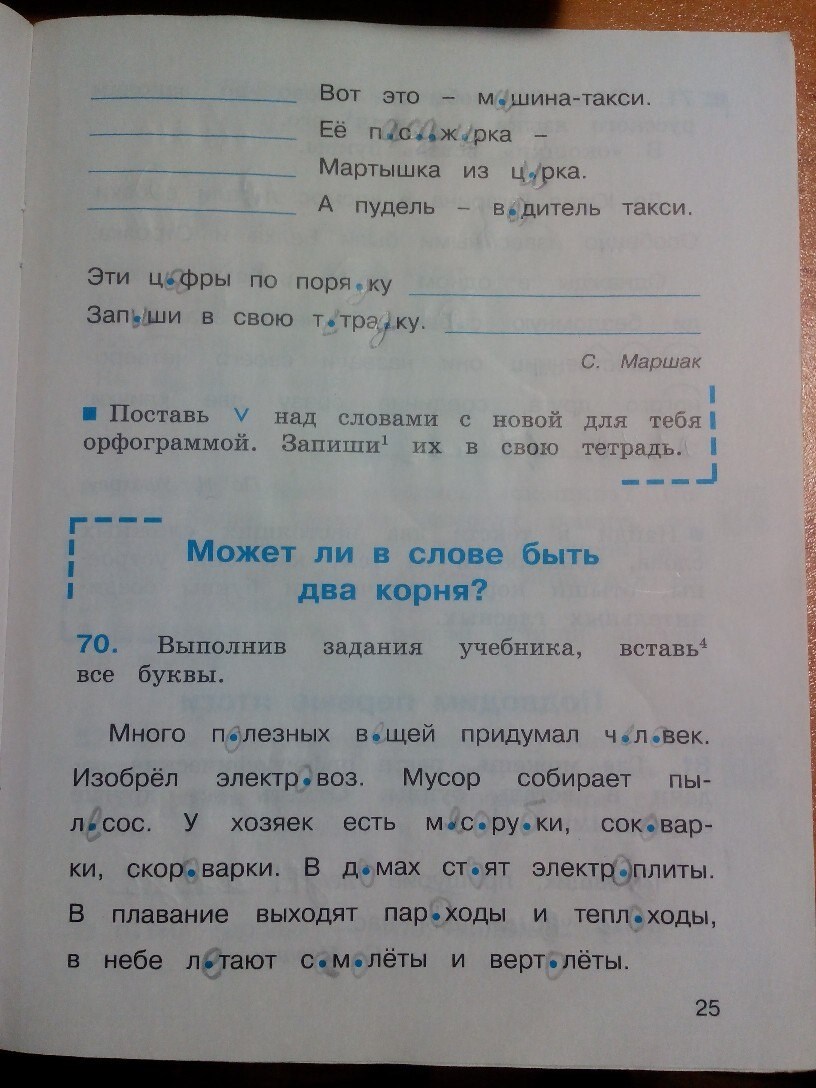 Вот это – м.шина-такси.
Её п.с..ж.рка –
Мартышка из ц.рка.
А пудель – в.дитель такси.
Эти ц.фры по поря.ку
Зап.ши в свою т.тра.ку.
С. Маршак
■ Поставь V над словами с новой для тебя
орфограммой. Запиши¹ их в свою тетрадь.
Может ли в слове быть
два корня?
70. Выполнив задания учебника, вставь⁴
все буквы.
Много п.лезных в.щей придумал ч.л.век.
Изобрёл электр.воз. Мусор собирает пы-
л.сос. У хозяек есть м.с.ру.ки, сок.вар-
ки, скор.варки. В д.мах ст.ят электр.плиты.
В плавание выходят пар.ходы и тепл.ходы,
в небе л.тают с.м.лёты и верт.лёты.
25